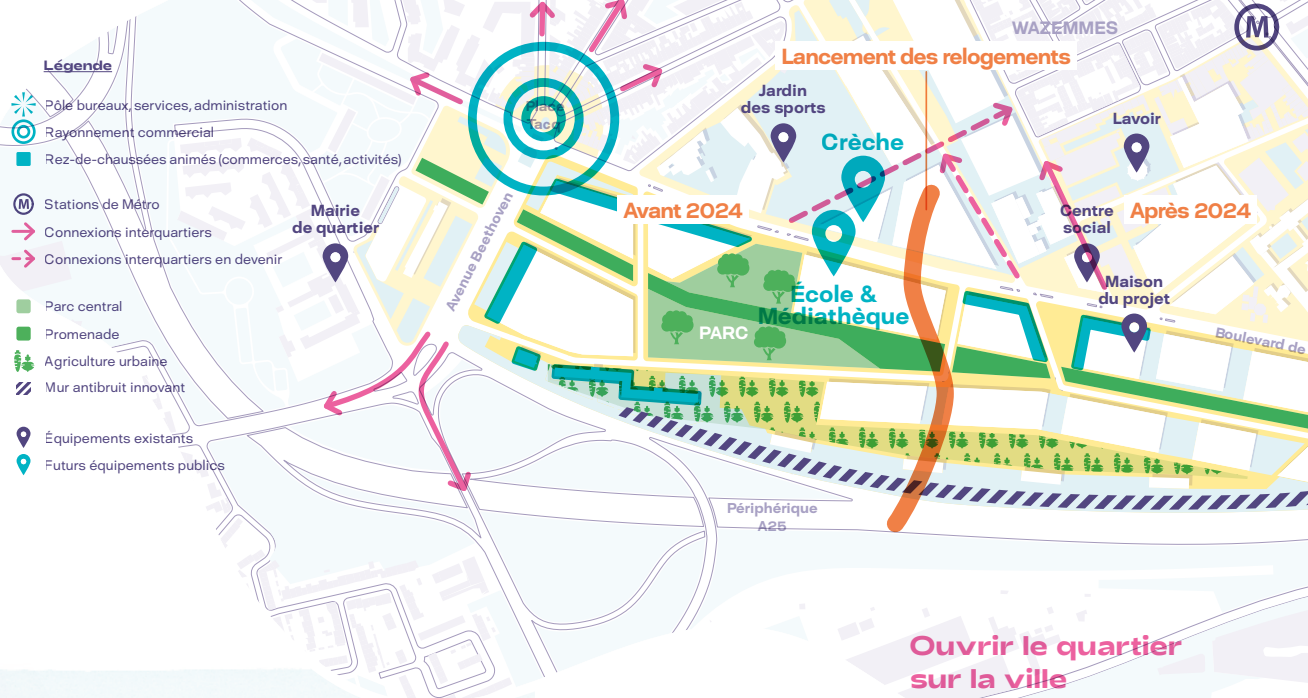 Légende
Pôle bureaux, services, administration
Rayonnement commercial
Rez-de-chaussées animés (commerces, santé, activités)
M Stations de Métro
Connexions interquartiers
Connexions interquartiers en devenir
Parc central
Promenade
Agriculture urbaine
Mur antibruit innovant
Équipements existants
Futurs équipements publics
WAZEMMES
M
Lancement des relogements
Place
Tacq
Jardin
des sports
Lavoir
Crèche
Mairie
de quartier
Avant 2024
Centre
social
Après 2024
Avenue Beethoven
Maison
du projet
École &
Médiathèque
PARC
Boulevard de
Périphérique
A25
Ouvrir le quartier
sur la ville